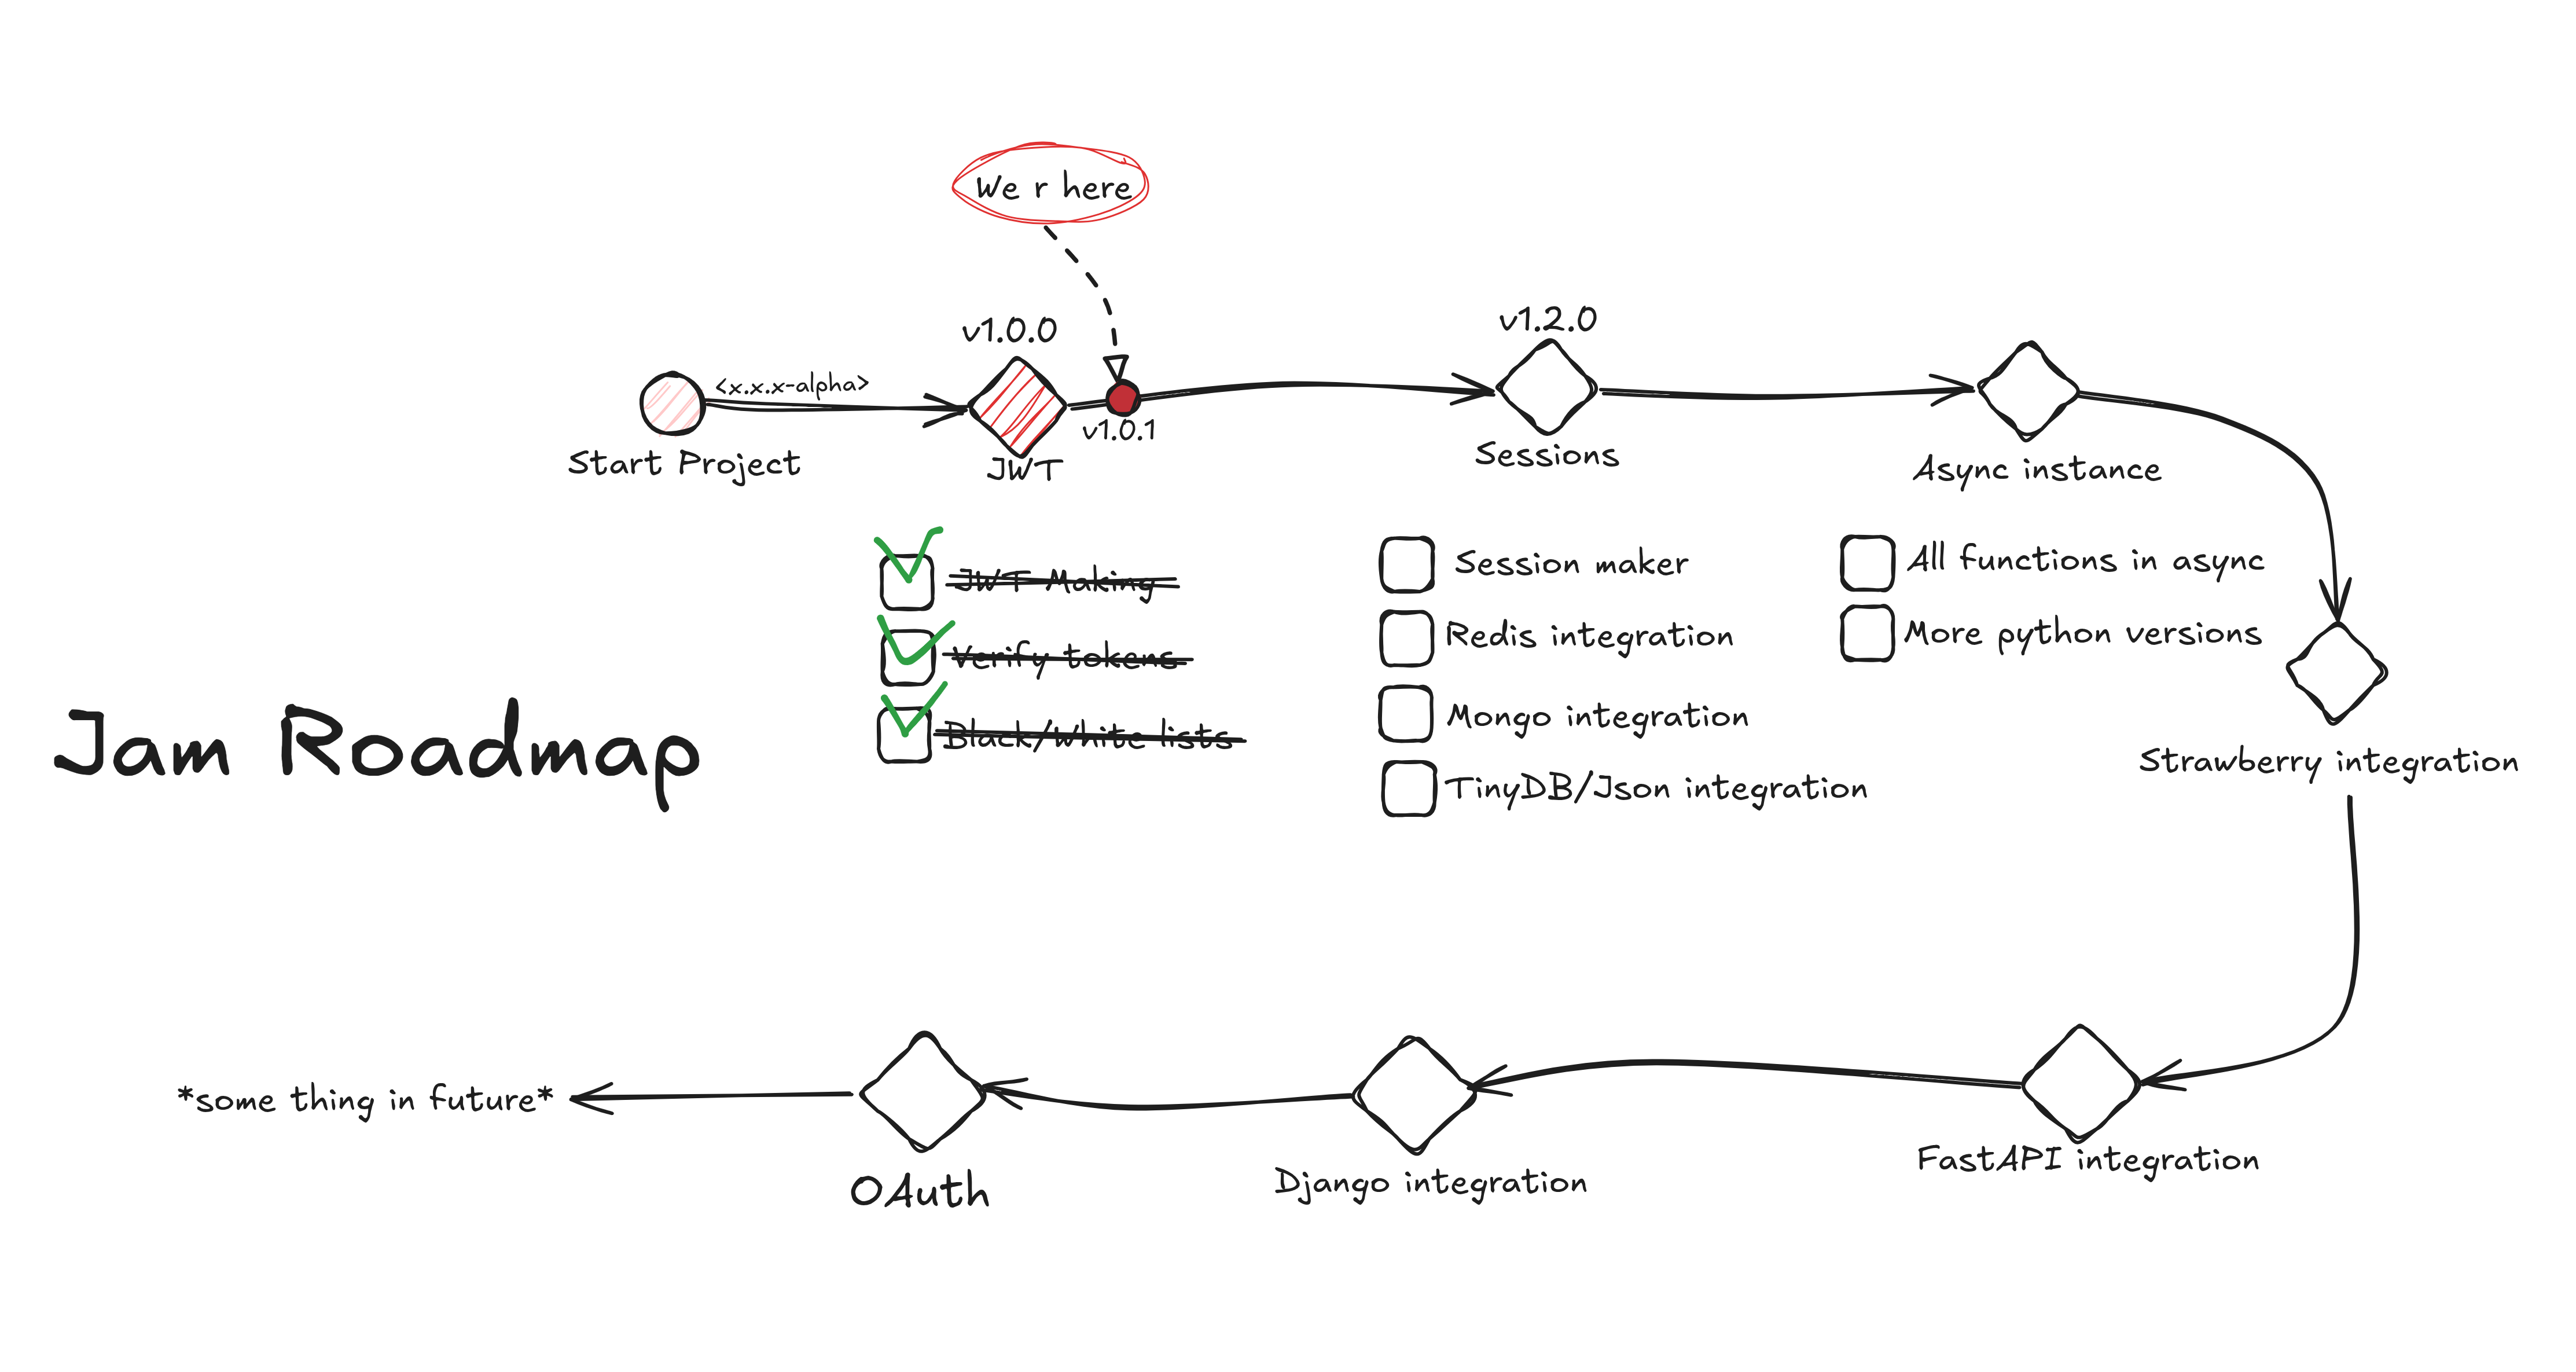 We r here
v1.0.0
v1.2.0
<x.x.x-alpha>
v1.0.1
Start Project
JWT
Sessions
Async instance
JWT Making
Verify tokens
Black/White lists
Session maker
Redis integration
Mongo integration
TinyDB/Json integration
All functions in async
More python versions
Jam Roadmap
Strawberry integration
FastAPI integration
Django integration
OAuth
*some thing in future*